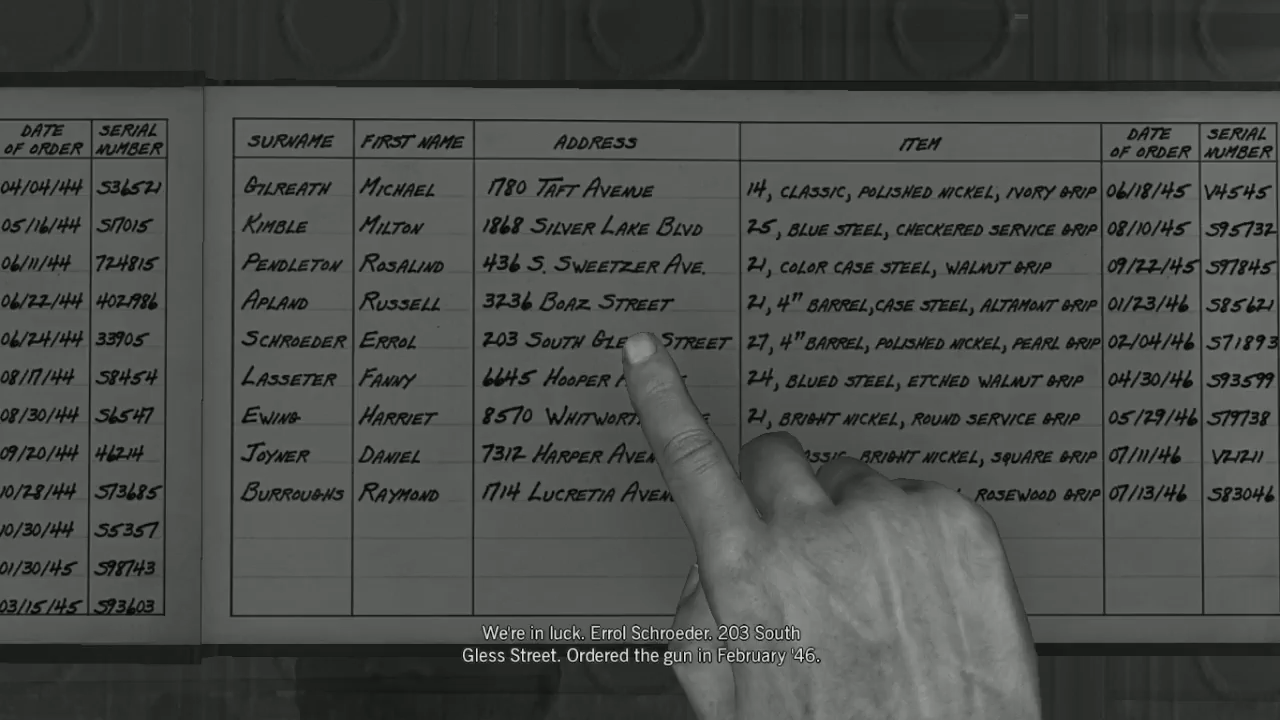 DATE OF ORDER SERIAL NUMBER
04/04/44 S36521
05/16/44 S17015
06/11/44 724815
06/22/44 402986
06/24/44 33905
08/17/44 S8454
08/30/44 S6547
09/20/44 46214
10/28/44 S73685
10/30/44 S5357
01/30/45 S98743
03/15/45 S93603
SURNAME FIRST NAME ADDRESS ITEM DATE OF ORDER SERIAL NUMBER
GILREATH MICHAEL 1780 TAFT AVENUE 14, CLASSIC, POLISHED NICKEL, IVORY GRIP 06/18/45 V4545
KIMBLE MILTON 1868 SILVER LAKE BLVD 25, BLUE STEEL, CHECKERED SERVICE GRIP 08/10/45 S95732
PENDLETON ROSALIND 436 S. SWEETZER AVE. 21, COLOR CASE STEEL, WALNUT GRIP 09/22/45 S97845
APLAND RUSSELL 3236 BOAZ STREET 21, 4" BARREL, CASE STEEL, ALTAMONT GRIP 01/23/46 S85621
SCHROEDER ERROL 203 SOUTH STREET 27, 4" BARREL, POLISHED NICKEL, PEARL GRIP 02/04/46 S71893
LASSETER FANNY 6645 HOOPER 24, BLUED STEEL, ETCHED WALNUT GRIP 04/30/46 S93599
EWING HARRIET 8570 21, BRIGHT NICKEL, ROUND SERVICE GRIP 05/29/46 S79738
JOYNER DANIEL 7312 HARPER BRIGHT NICKEL, SQUARE GRIP 07/11/46 V21211
BURROUGHS RAYMOND 1714 LUCRETIA ROSEWOOD GRIP 07/13/46 S83046
We're in luck. Errol Schroeder. 203 South
Gless Street. Ordered the gun in February '46.